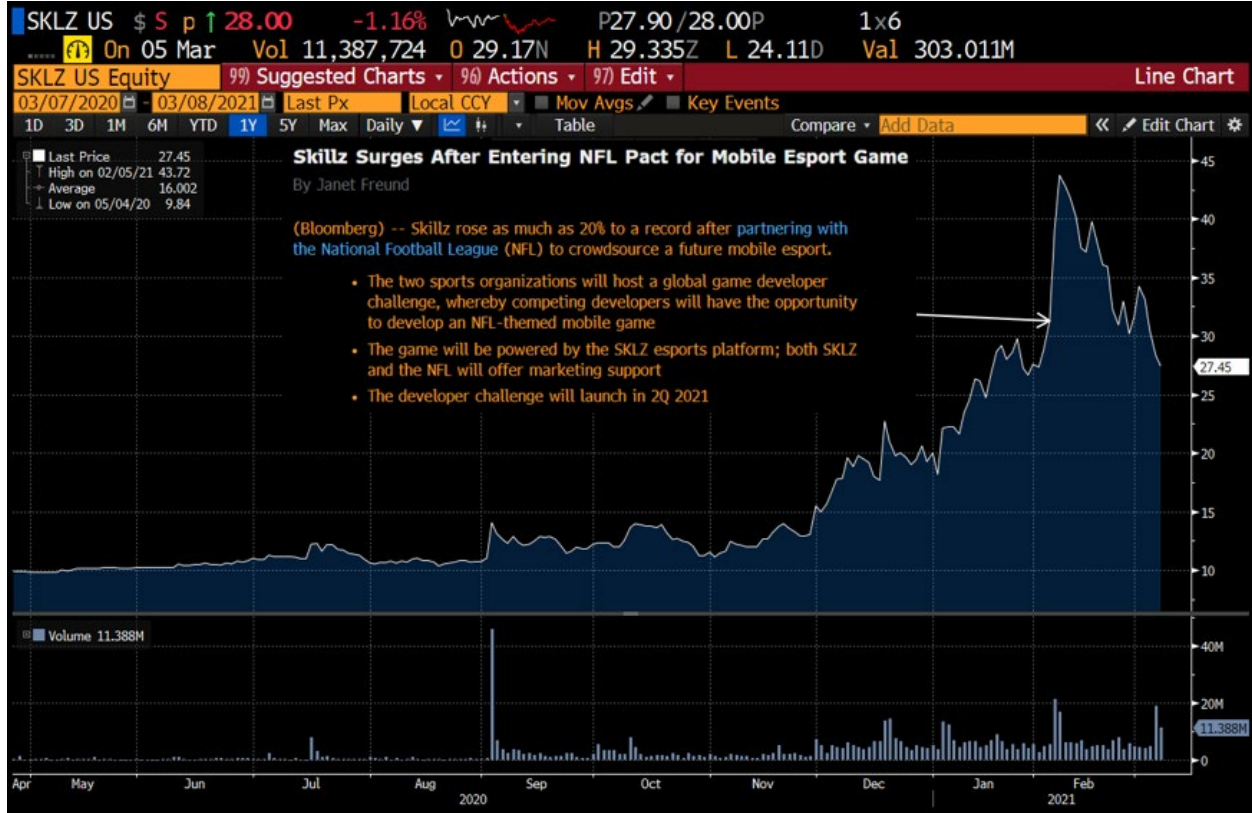 SKLZ US $ S p ↑ 28.00 -1.16% P27.90 / 28.00P 1x6
On 05 Mar Vol 11,387,724 O 29.17N H 29.335Z L 24.11D Val 303.011M
SKLZ US Equity 99) Suggested Charts 96) Actions 97) Edit Line Chart
03/07/2020 - 03/08/2021 Last Px Local CCY Mov Avgs Key Events
1D 3D 1M 6M YTD 1Y 5Y Max Daily ▼ Table Compare Add Data « Edit Chart
Last Price 27.45
High on 02/05/21 43.72
Average 16.002
Low on 05/04/20 9.84
Skillz Surges After Entering NFL Pact for Mobile Esport Game
By Janet Freund
(Bloomberg) -- Skillz rose as much as 20% to a record after partnering with
the National Football League (NFL) to crowdsource a future mobile esport.
• The two sports organizations will host a global game developer
challenge, whereby competing developers will have the opportunity
to develop an NFL-themed mobile game
• The game will be powered by the SKLZ esports platform; both SKLZ
and the NFL will offer marketing support
• The developer challenge will launch in 2Q 2021
45
40
35
30
27.45
25
20
15
10
Volume 11.388M
40M
20M
11.388M
0
Apr May Jun Jul Aug Sep Oct Nov Dec Jan Feb
2020 2021